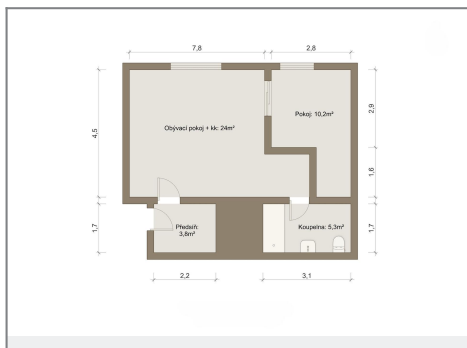 7,8
2,8
4,5
2,9
Obývací pokoj + kk: 24m²
Pokoj: 10,2m²
1,6
1,7
Předsíň:
3,8m²
Koupelna: 5,3m²
1,7
2,2
3,1